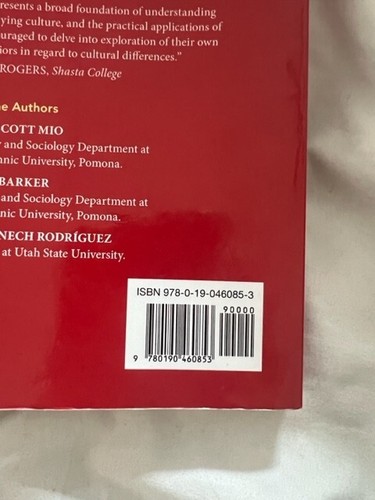 resents a broad foundation of understanding
ying culture, and the practical applications of
uraged to delve into exploration of their own
iors in regard to cultural differences."
ROGERS, Shasta College
e Authors
COTT MIO
y and Sociology Department at
nic University, Pomona.
BARKER
and Sociology Department at
nic University, Pomona.
NECH RODRÍGUEZ
at Utah State University.
ISBN 978-0-19-046085-3
90000
9 780190 460853